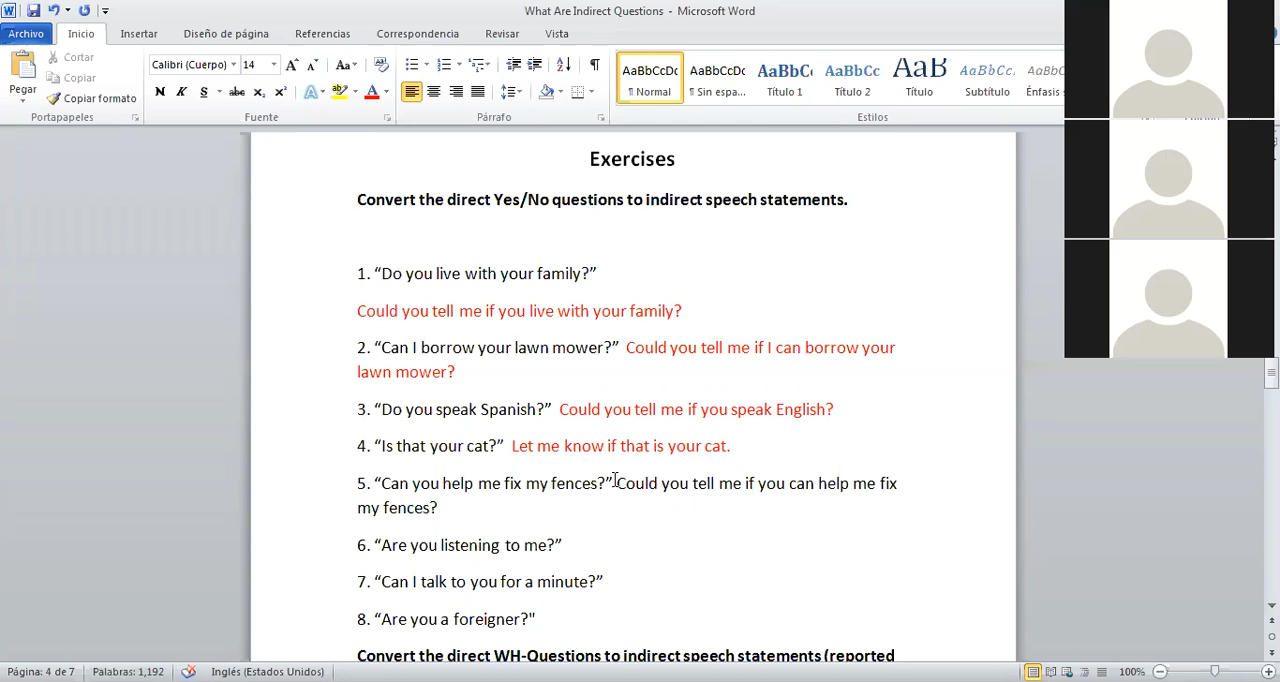 What Are Indirect Questions - Microsoft Word
Archivo Inicio Insertar Diseño de página Referencias Correspondencia Revisar Vista
Cortar
Copiar
Copiar formato
Pegar
Portapapeles
Calibri (Cuerpo) 14
Fuente
Párrafo
AaBbCcDc AaBbCcDc AaBbC AaBbCc AaB AaBbCc AaBbC
¶ Normal ¶ Sin espa... Título 1 Título 2 Título Subtítulo Énfasis
Estilos
Exercises
Convert the direct Yes/No questions to indirect speech statements.
1. “Do you live with your family?”
Could you tell me if you live with your family?
2. “Can I borrow your lawn mower?” Could you tell me if I can borrow your
lawn mower?
3. “Do you speak Spanish?” Could you tell me if you speak English?
4. “Is that your cat?” Let me know if that is your cat.
5. “Can you help me fix my fences?” Could you tell me if you can help me fix
my fences?
6. “Are you listening to me?”
7. “Can I talk to you for a minute?”
8. “Are you a foreigner?"
Convert the direct WH-Questions to indirect speech statements (reported
Página: 4 de 7 Palabras: 1,192 Inglés (Estados Unidos) 100%